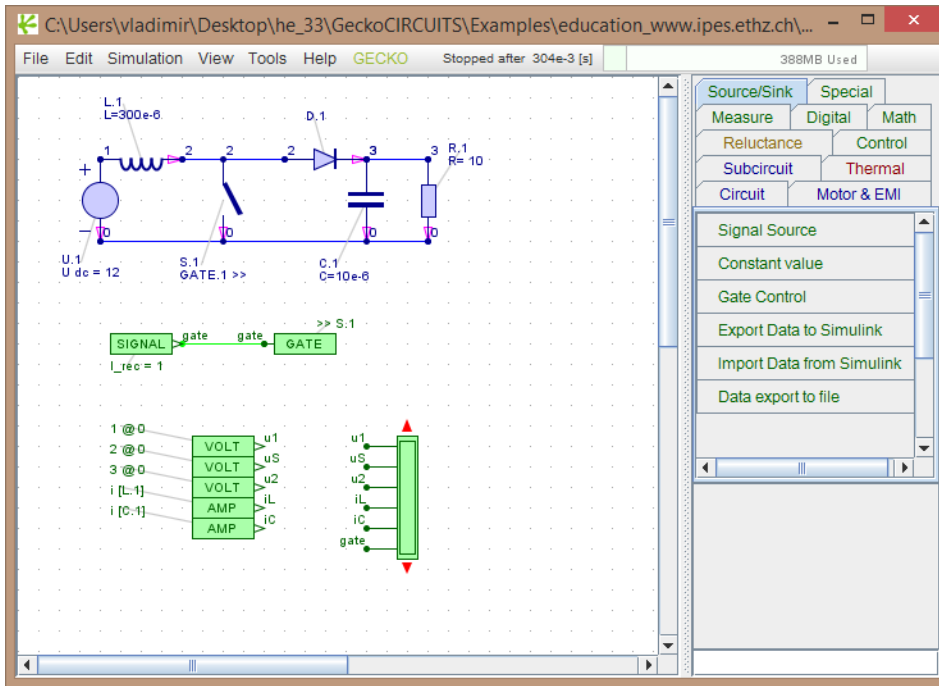 C:\Users\vladimir\Desktop\he_33\GeckoCIRCUITS\Examples\education_www.ipes.ethz.ch\...
File Edit Simulation View Tools Help GECKO Stopped after 304e-3 [s] 388MB Used
Source/Sink Special
Measure Digital Math
Reluctance Control
Subcircuit Thermal
Circuit Motor & EMI
Signal Source
Constant value
Gate Control
Export Data to Simulink
Import Data from Simulink
Data export to file
L.1
L=300e-6
D.1
1 2 2 2 3 3
R.1
R= 10
+
−
0 0 0 0
U.1
U dc = 12
S.1
GATE.1 >>
C.1
C=10e-6
>> S.1
SIGNAL gate gate GATE
I_rec = 1
1 @0 VOLT u1
2 @0 VOLT uS
3 @0 VOLT u2
i [L.1] AMP iL
i [C.1] AMP iC
u1
uS
u2
iL
iC
gate